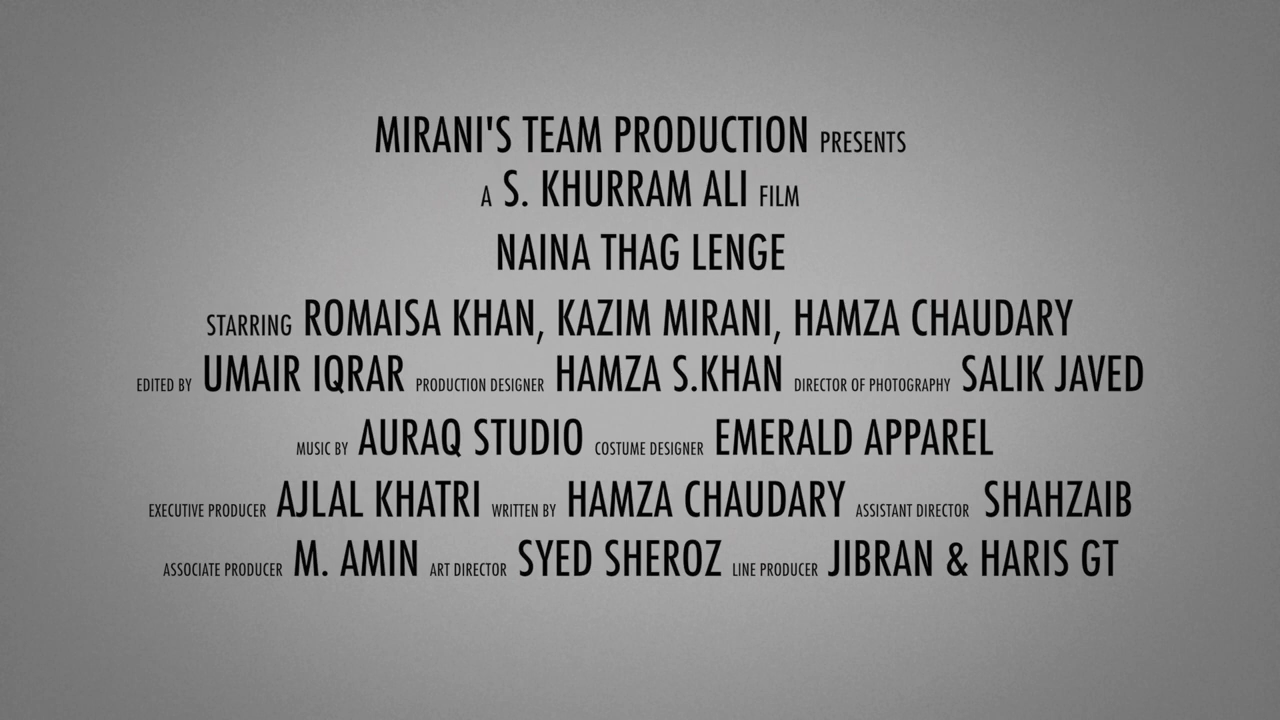 MIRANI'S TEAM PRODUCTION PRESENTS
A S. KHURRAM ALI FILM
NAINA THAG LENGE
STARRING ROMAISA KHAN, KAZIM MIRANI, HAMZA CHAUDARY
EDITED BY UMAIR IQRAR PRODUCTION DESIGNER HAMZA S.KHAN DIRECTOR OF PHOTOGRAPHY SALIK JAVED
MUSIC BY AURAQ STUDIO COSTUME DESIGNER EMERALD APPAREL
EXECUTIVE PRODUCER AJLAL KHATRI WRITTEN BY HAMZA CHAUDARY ASSISTANT DIRECTOR SHAHZAIB
ASSOCIATE PRODUCER M. AMIN ART DIRECTOR SYED SHEROZ LINE PRODUCER JIBRAN & HARIS GT